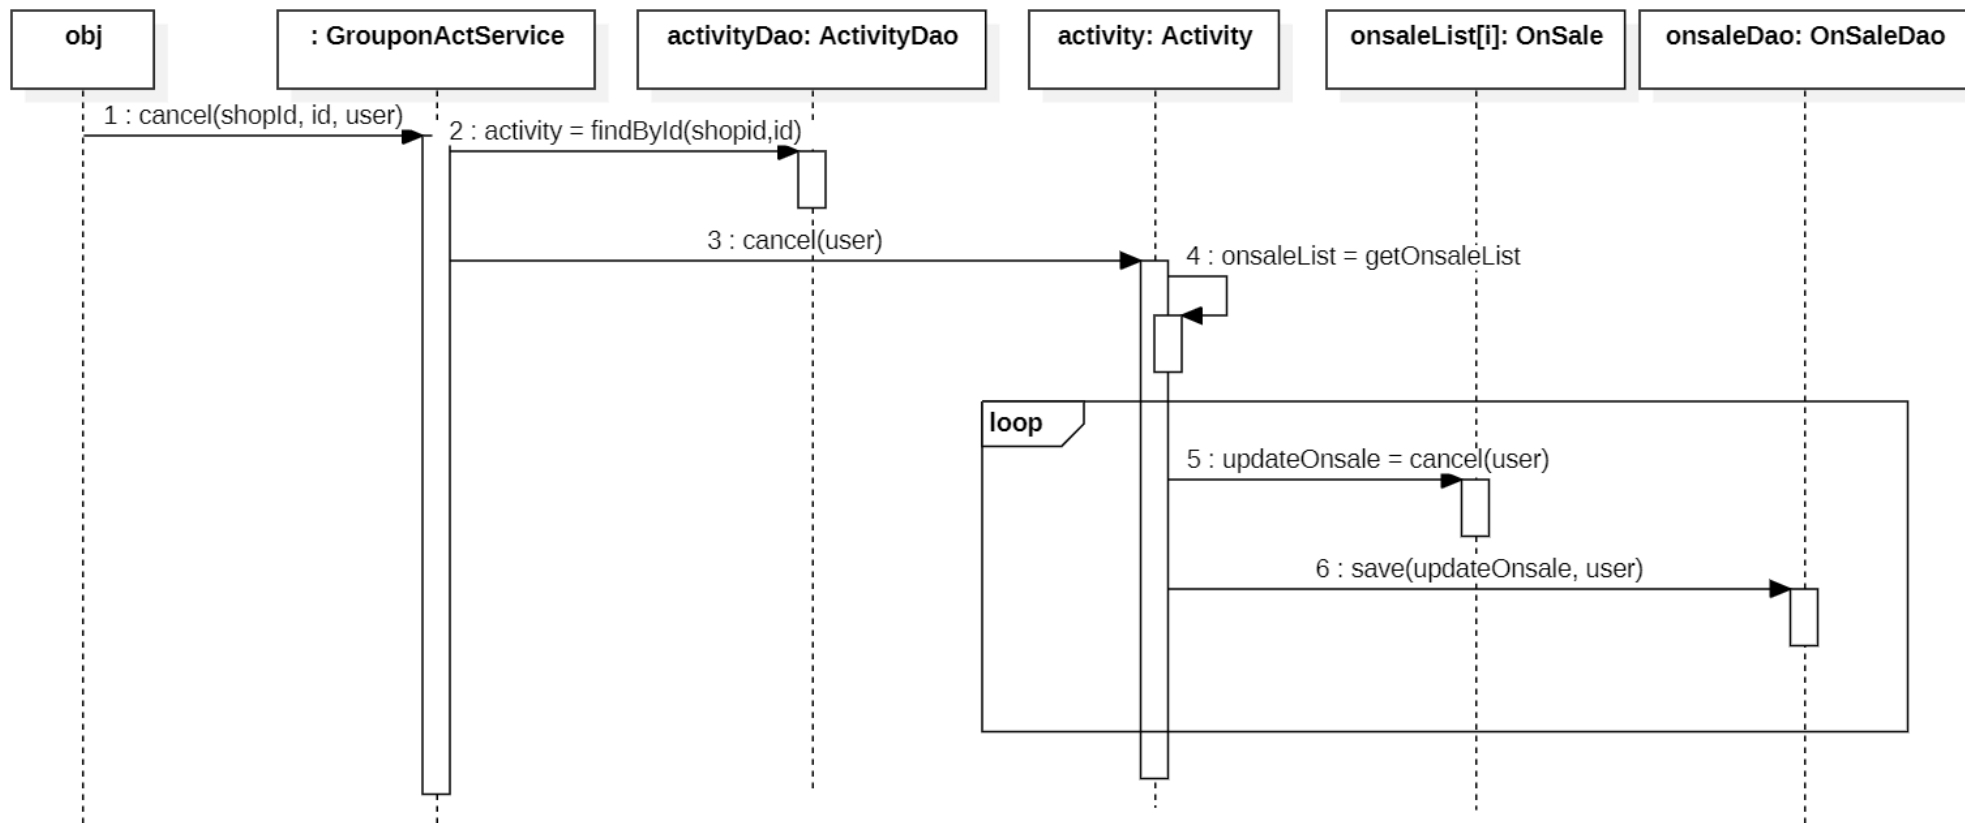 obj
: GrouponActService
activityDao: ActivityDao
activity: Activity
onsaleList[i]: OnSale
onsaleDao: OnSaleDao
1 : cancel(shopId, id, user)
2 : activity = findById(shopid,id)
3 : cancel(user)
4 : onsaleList = getOnsaleList
loop
5 : updateOnsale = cancel(user)
6 : save(updateOnsale, user)